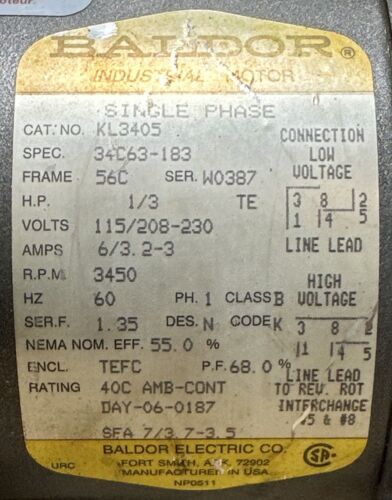 BALDOR ®
INDUSTRIAL MOTOR
SINGLE PHASE
CAT. NO. KL3405
SPEC. 34C63-183
FRAME 56C SER. W0387
H.P. 1/3 TE
VOLTS 115/208-230
AMPS 6/3.2-3
R.P.M 3450
HZ 60 PH. 1 CLASS B
SER.F. 1.35 DES. N CODE K
NEMA NOM. EFF. 55.0 %
ENCL. TEFC P.F. 68.0 %
RATING 40C AMB-CONT
DAY-06-0187
SFA 7/3.7-3.5
CONNECTION
LOW
VOLTAGE
3 8 2
1 4 5
LINE LEAD
HIGH
VOLTAGE
3 8 2
1 4 5
LINE LEAD
TO REV. ROT
INTERCHANGE
#8
BALDOR ELECTRIC CO.
FORT SMITH, ARK. 72902
MANUFACTURED IN U.S.A.
URC
NP0511
SA